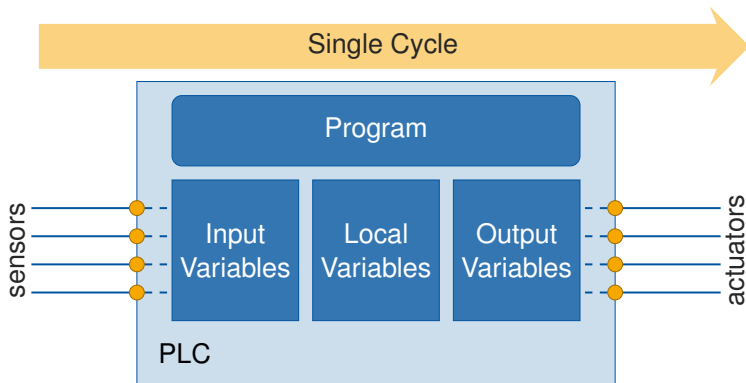 Single Cycle
Program
sensors
Input
Variables
Local
Variables
Output
Variables
actuators
PLC